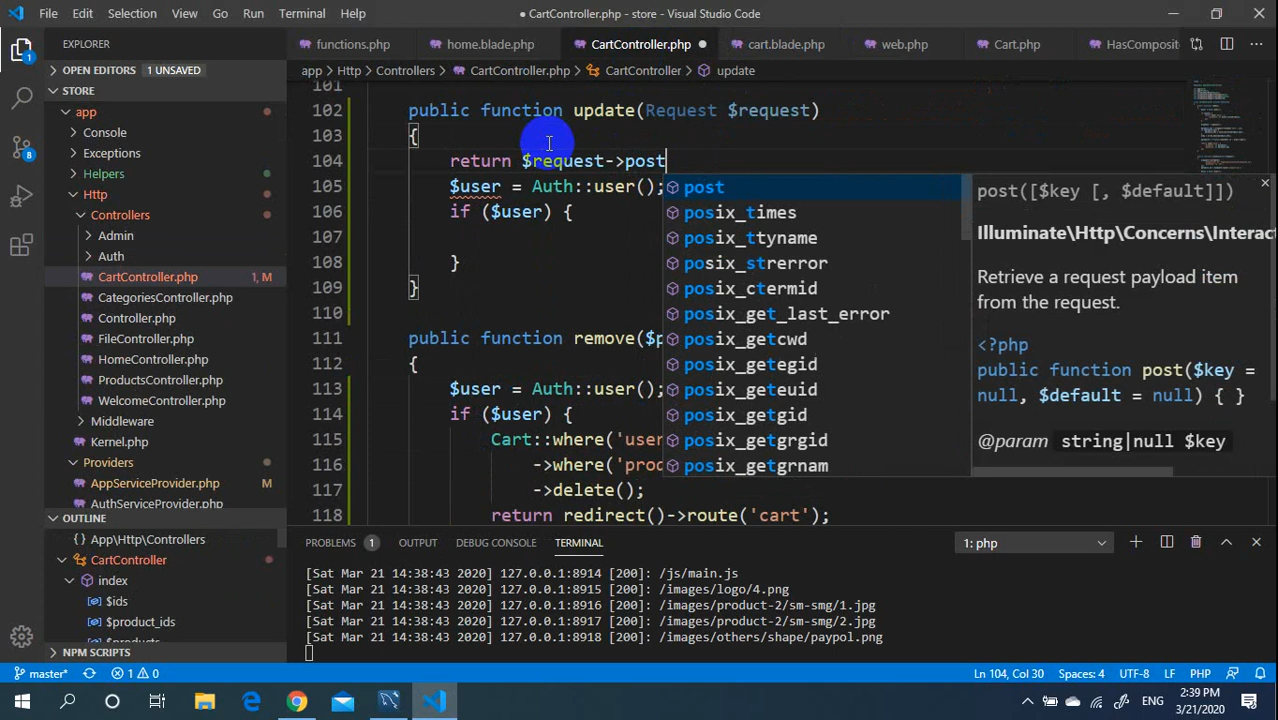 File Edit Selection View Go Run Terminal Help
● CartController.php - store - Visual Studio Code
EXPLORER
OPEN EDITORS 1 UNSAVED
STORE
app
Console
Exceptions
Helpers
Http
Controllers
Admin
Auth
CartController.php 1, M
CategoriesController.php
Controller.php
FileController.php
HomeController.php
ProductsController.php
WelcomeController.php
Middleware
Kernel.php
Providers
AppServiceProvider.php M
AuthServiceProvider.php
OUTLINE
App\Http\Controllers
CartController
index
$ids
$product_ids
$products
NPM SCRIPTS
functions.php home.blade.php CartController.php ● cart.blade.php web.php Cart.php HasComposit
app > Http > Controllers > CartController.php > CartController > update
101
102 public function update(Request $request)
103 {
104 return $request->post
105 $user = Auth::user();
106 if ($user) {
107
108 }
109 }
110
111 public function remove($p
112 {
113 $user = Auth::user();
114 if ($user) {
115 Cart::where('user
116 ->where('prod
117 ->delete();
118 return redirect()->route('cart');
post
posix_times
posix_ttyname
posix_strerror
posix_ctermid
posix_get_last_error
posix_getcwd
posix_getegid
posix_geteuid
posix_getgid
posix_getgrgid
posix_getgrnam
post([$key [, $default]])
Illuminate\Http\Concerns\Interact
Retrieve a request payload item
from the request.
<?php
public function post($key =
null, $default = null) { }
@param string|null $key
PROBLEMS 1 OUTPUT DEBUG CONSOLE TERMINAL
1: php
[Sat Mar 21 14:38:43 2020] 127.0.0.1:8914 [200]: /js/main.js
[Sat Mar 21 14:38:43 2020] 127.0.0.1:8915 [200]: /images/logo/4.png
[Sat Mar 21 14:38:43 2020] 127.0.0.1:8916 [200]: /images/product-2/sm-smg/1.jpg
[Sat Mar 21 14:38:43 2020] 127.0.0.1:8917 [200]: /images/product-2/sm-smg/2.jpg
[Sat Mar 21 14:38:43 2020] 127.0.0.1:8918 [200]: /images/others/shape/paypol.png
master* 1 0 Ln 104, Col 30 Spaces: 4 UTF-8 LF PHP
ENG
2:39 PM
3/21/2020